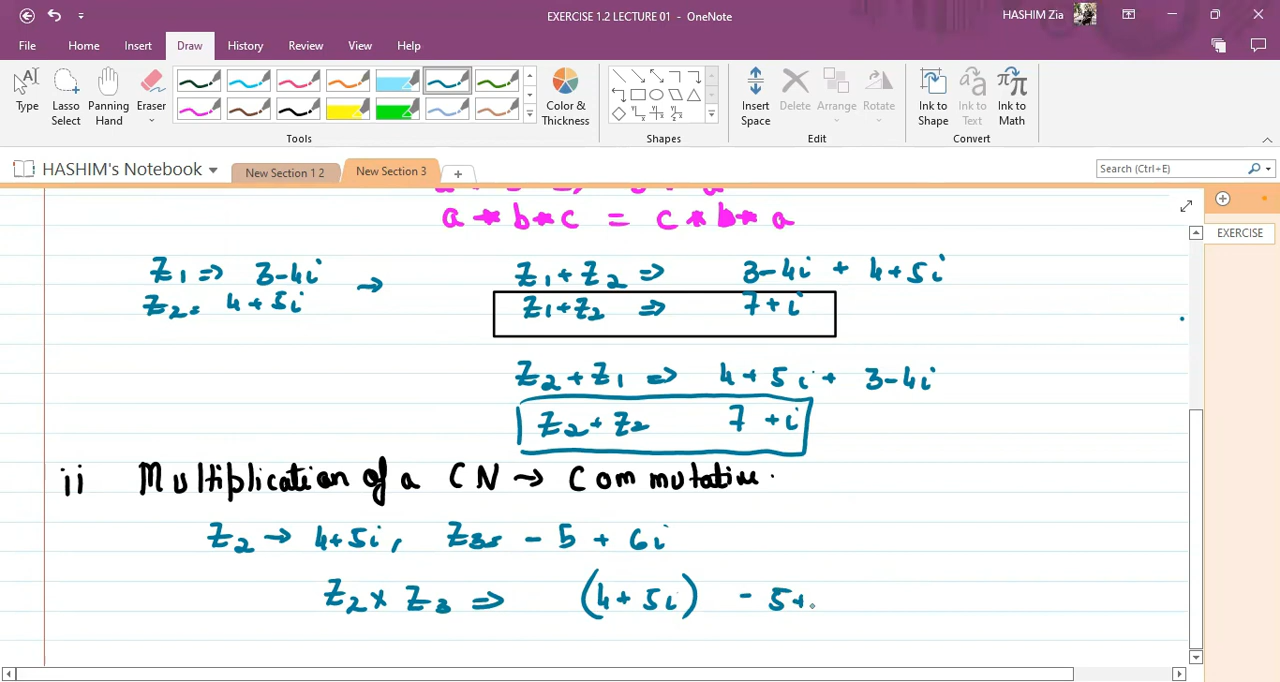 EXERCISE 1.2 LECTURE 01 - OneNote
HASHIM Zia
File Home Insert Draw History Review View Help
Type
Lasso Select
Panning Hand
Eraser
Color & Thickness
Insert Space
Delete
Arrange
Rotate
Ink to Shape
Ink to Text
Ink to Math
Tools
Shapes
Edit
Convert
HASHIM's Notebook
New Section 1 2
New Section 3
Search (Ctrl+E)
EXERCISE
a * b * c = c * b * a
Z1 ⇒ 3-4i →
Z2 = 4+5i
Z1 + Z2 ⇒ 3-4i + 4+5i
Z1+Z2 ⇒ 7+i
Z2 + Z1 ⇒ 4+5i + 3-4i
Z2 + Z2 7 +i
ii Multiplication of a CN → Commutative.
Z2 → 4+5i, Z3= -5 + 6i
Z2 x Z3 ⇒ (4+5i) -5+